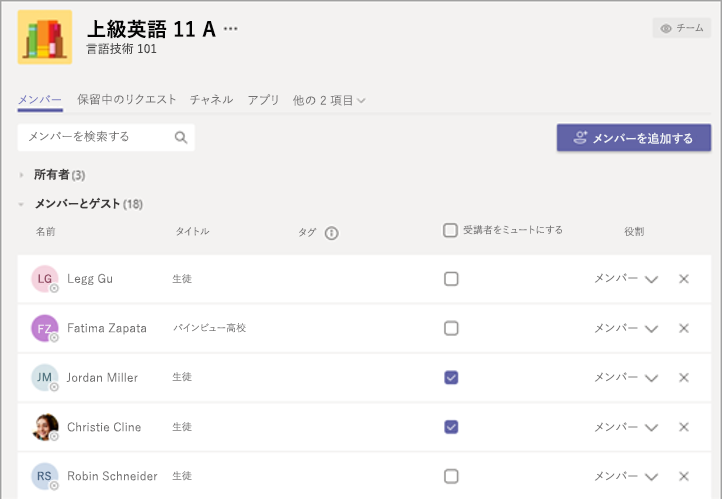 上級英語 11 A ...
言語技術 101
チーム
メンバー 保留中のリクエスト チャネル アプリ 他の 2 項目
メンバーを検索する
メンバーを追加する
所有者(3)
メンバーとゲスト(18)
名前 タイトル タグ 受講者をミュートにする 役割
LG Legg Gu 生徒 メンバー
FZ Fatima Zapata パインビュー高校 メンバー
JM Jordan Miller 生徒 メンバー
Christie Cline 生徒 メンバー
RS Robin Schneider 生徒 メンバー